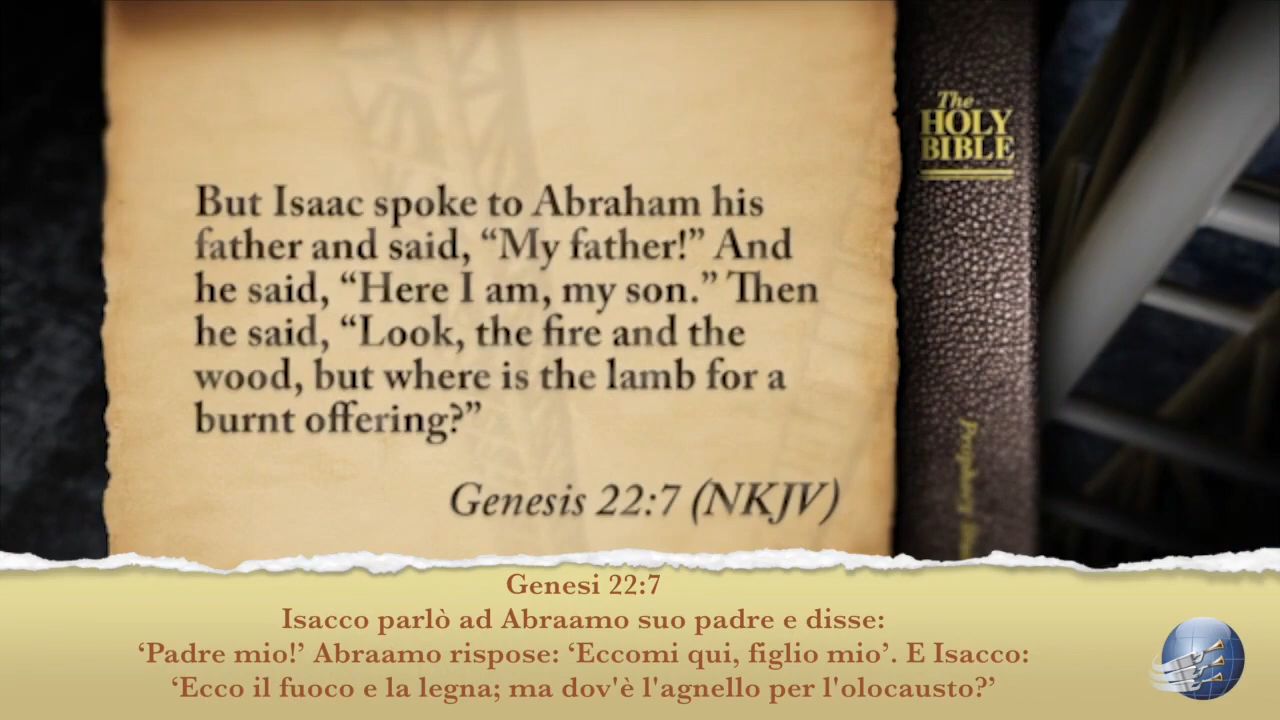 The
HOLY
BIBLE
But Isaac spoke to Abraham his
father and said, “My father!” And
he said, “Here I am, my son.” Then
he said, “Look, the fire and the
wood, but where is the lamb for a
burnt offering?”
Genesis 22:7 (NKJV)
Prophecy
Genesi 22:7
Isacco parlò ad Abraamo suo padre e disse:
‘Padre mio!’ Abraamo rispose: ‘Eccomi qui, figlio mio’. E Isacco:
‘Ecco il fuoco e la legna; ma dov'è l'agnello per l'olocausto?’